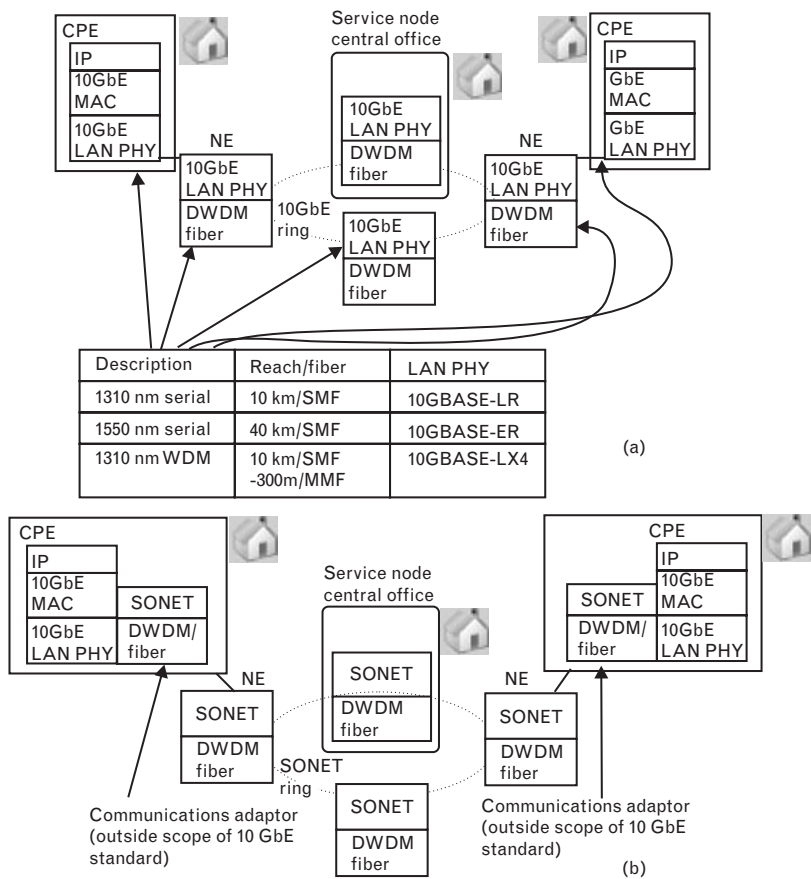 CPE
IP
10GbE
MAC
10GbE
LAN PHY
NE
10GbE
LAN PHY
DWDM
fiber
10GbE
ring
Service node
central office
10GbE
LAN PHY
DWDM
fiber
10GbE
LAN PHY
DWDM
fiber
NE
10GbE
LAN PHY
DWDM
fiber
CPE
IP
GbE
MAC
GbE
LAN PHY
Description Reach/fiber LAN PHY
1310 nm serial 10 km/SMF 10GBASE-LR
1550 nm serial 40 km/SMF 10GBASE-ER
1310 nm WDM 10 km/SMF 10GBASE-LX4
-300m/MMF
(a)
CPE
IP
10GbE
MAC
10GbE
LAN PHY
SONET
DWDM/
fiber
NE
SONET
DWDM
fiber
SONET
ring
Service node
central office
SONET
DWDM
fiber
SONET
DWDM
fiber
NE
SONET
DWDM
fiber
CPE
IP
10GbE
MAC
10GbE
LAN PHY
SONET
DWDM/
fiber
Communications adaptor
(outside scope of 10 GbE
standard)
Communications adaptor
(outside scope of 10 GbE
standard)
(b)